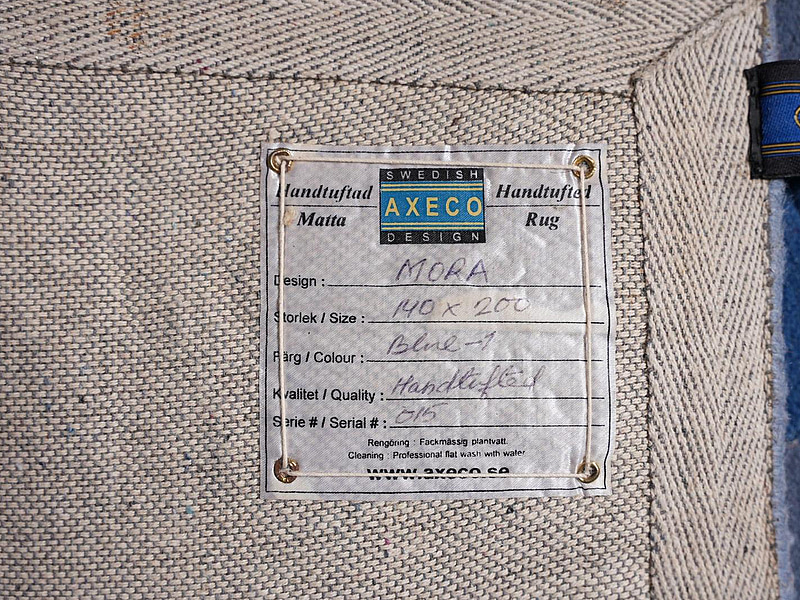 SWEDISH
Handtuftad AXECO Handtufted
Matta DESIGN Rug
Design : MORA
Storlek / Size : 140 x 200
Färg / Colour : Blue-1
Kvalitet / Quality : Handtufted
Serie # / Serial # : 015
Rengöring : Fackmässig plantvätt.
Cleaning : Professional flat wash with water
www.axeco.se